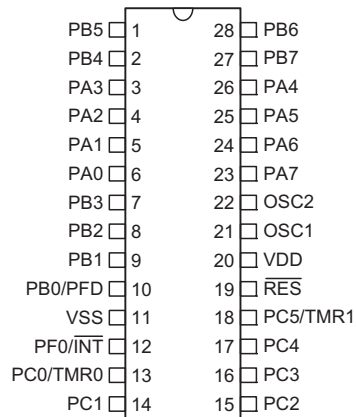 PB5 1 28 PB6
PB4 2 27 PB7
PA3 3 26 PA4
PA2 4 25 PA5
PA1 5 24 PA6
PA0 6 23 PA7
PB3 7 22 OSC2
PB2 8 21 OSC1
PB1 9 20 VDD
PB0/PFD 10 19 R̅E̅S̅
VSS 11 18 PC5/TMR1
PF0/I̅N̅T̅ 12 17 PC4
PC0/TMR0 13 16 PC3
PC1 14 15 PC2